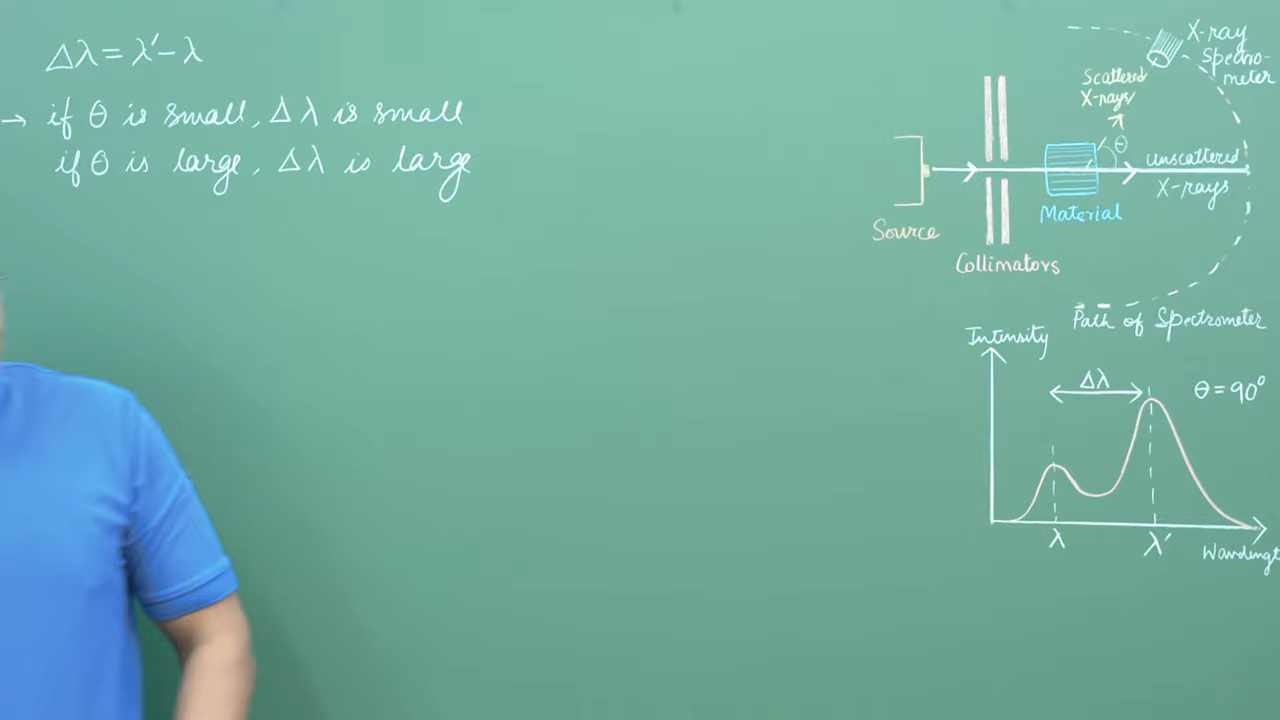 Δλ = λ′ − λ
→ if θ is small, Δλ is small
if θ is large, Δλ is large
X-ray
Spectro-
meter
Scattered
X-rays
θ
unscattered
X-rays
Material
Source
Collimators
Path of Spectrometer
Intensity
Δλ
θ = 90°
λ
λ′